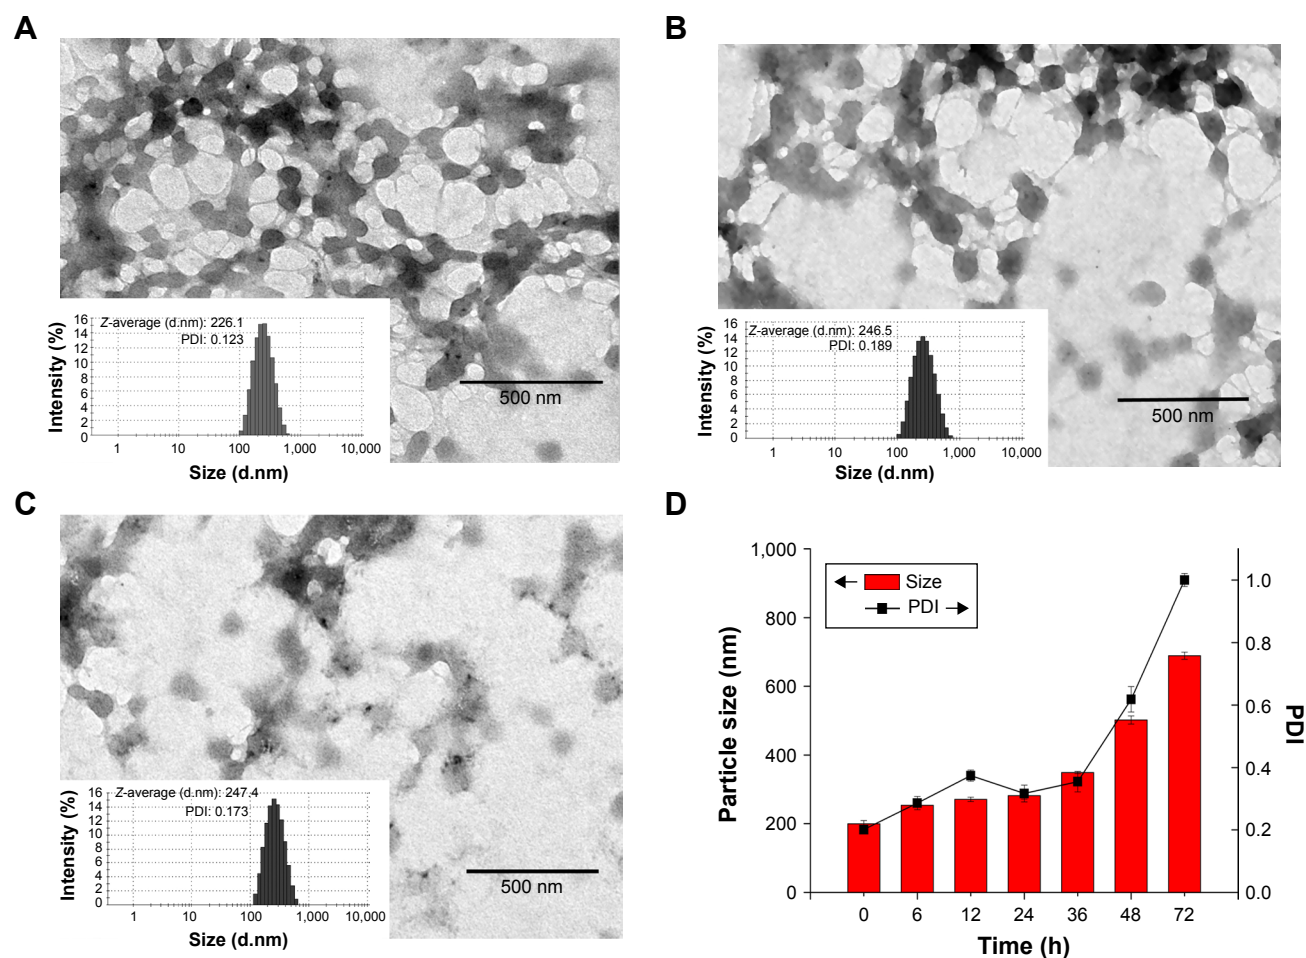 A
Z-average (d.nm): 226.1
PDI: 0.123
Intensity (%)
16
14
12
10
8
6
4
2
0
1 10 100 1,000 10,000
Size (d.nm)
500 nm
B
Z-average (d.nm): 246.5
PDI: 0.189
Intensity (%)
16
14
12
10
8
6
4
2
0
1 10 100 1,000 10,000
Size (d.nm)
500 nm
C
Z-average (d.nm): 247.4
PDI: 0.173
Intensity (%)
16
14
12
10
8
6
4
2
0
1 10 100 1,000 10,000
Size (d.nm)
500 nm
D
Size
PDI
Particle size (nm)
1,000
800
600
400
200
0
1.0
0.8
0.6
0.4
0.2
0.0
PDI
0 6 12 24 36 48 72
Time (h)